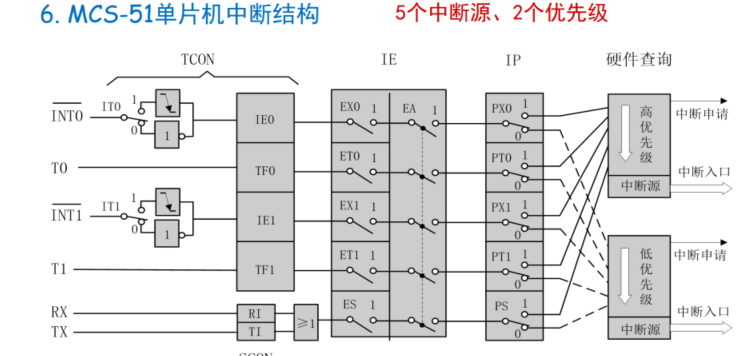 6. MCS-51单片机中断结构
5个中断源、2个优先级
TCON
IE
IP
硬件查询
INT0
IT0
1
0
1
IE0
EX0
1
EA
1
PX0
1
0
高优先级
中断申请
T0
TF0
ET0
1
PT0
1
0
中断源
中断入口
INT1
IT1
1
0
1
IE1
EX1
1
PX1
1
0
低优先级
中断申请
T1
TF1
ET1
1
PT1
1
0
RX
TX
RI
TI
≥1
ES
1
PS
1
0
中断源
中断入口